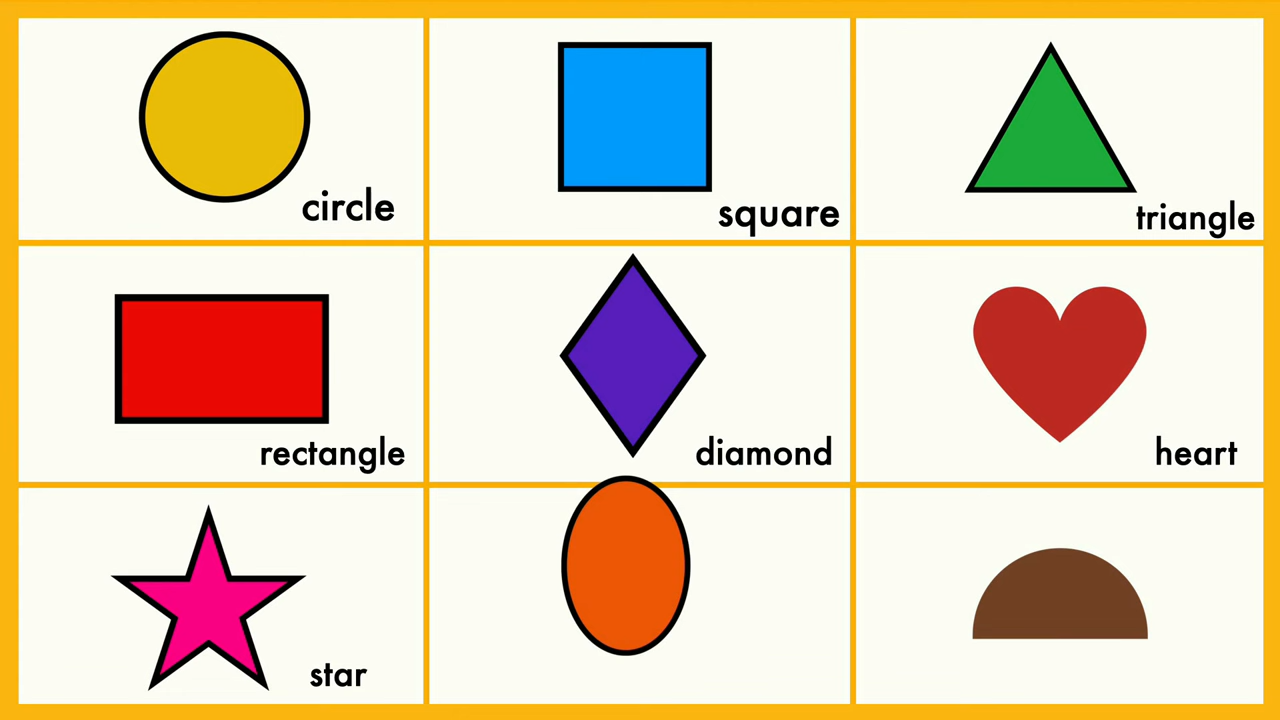 circle
square
triangle
rectangle
diamond
heart
star